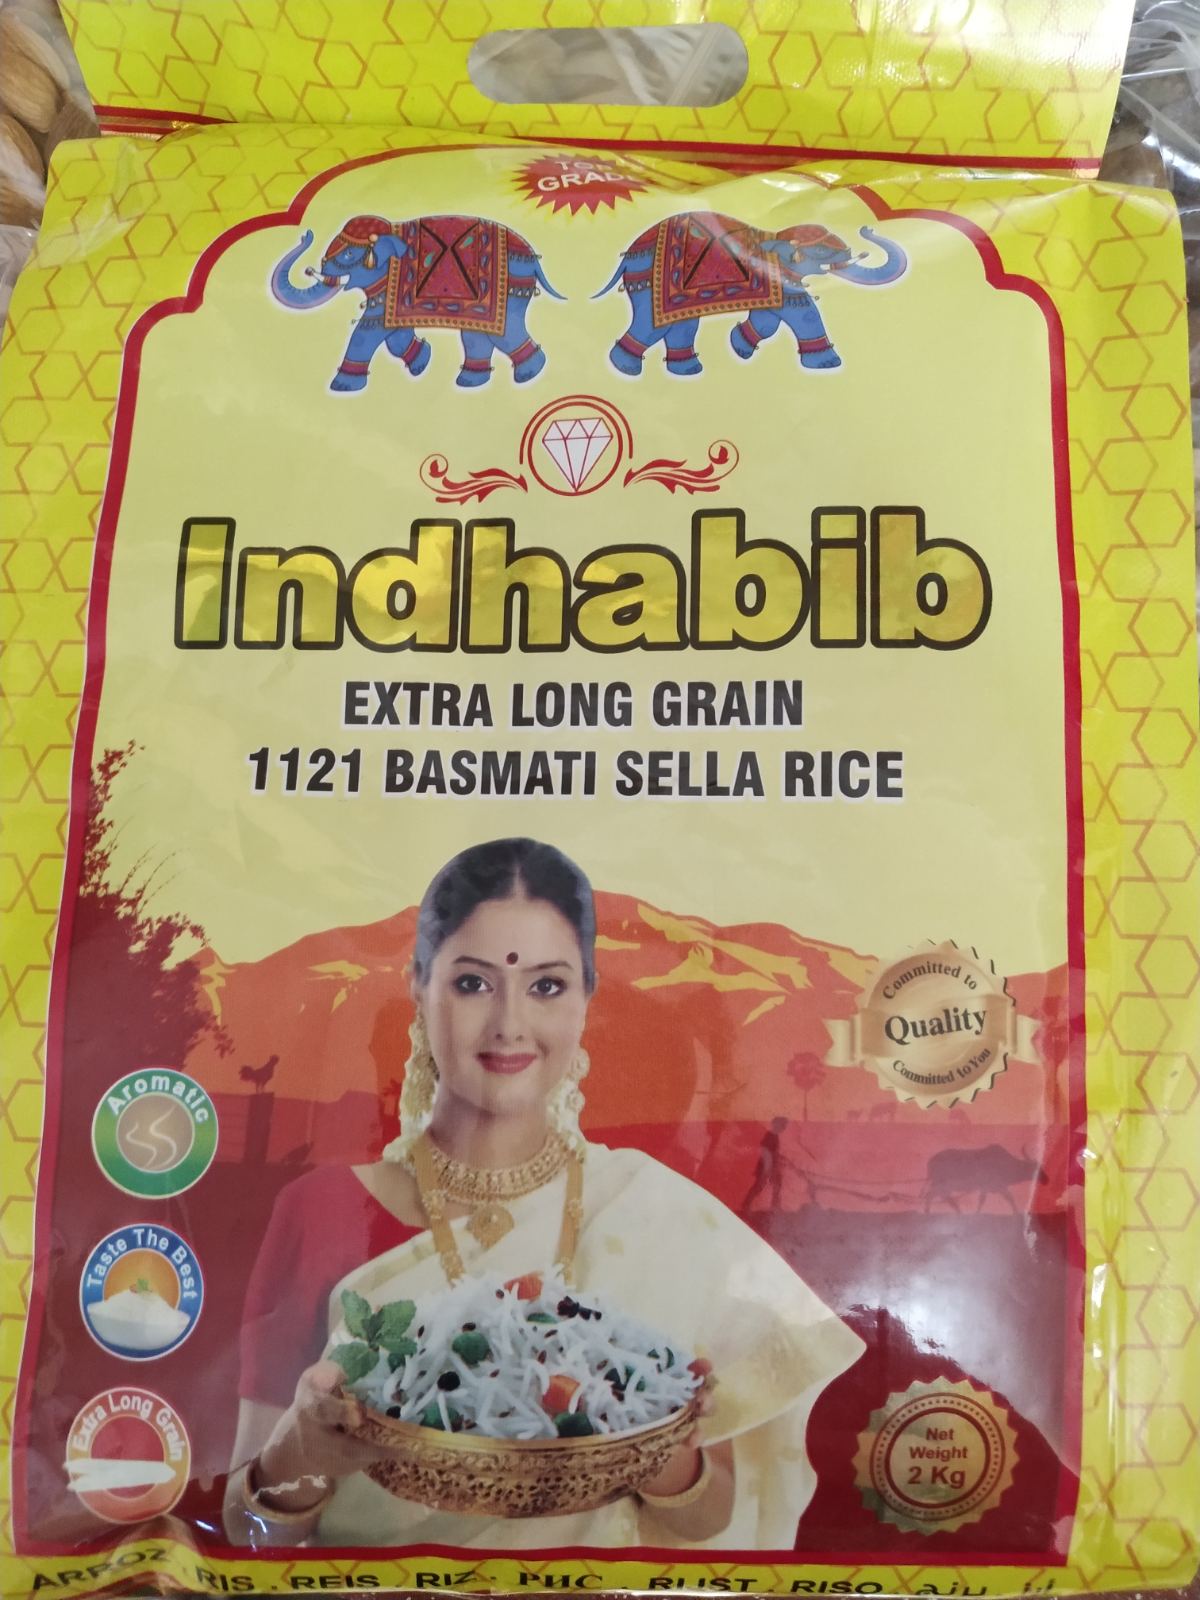 TOP
GRADE
Indhabib
EXTRA LONG GRAIN
1121 BASMATI SELLA RICE
Committed to
Quality
Committed to You
Aromatic
Taste The Best
Extra Long Grain
Net
Weight
2 Kg
ARROZ . RIS . REIS . RIZ . РИС . RIJST . RISO .